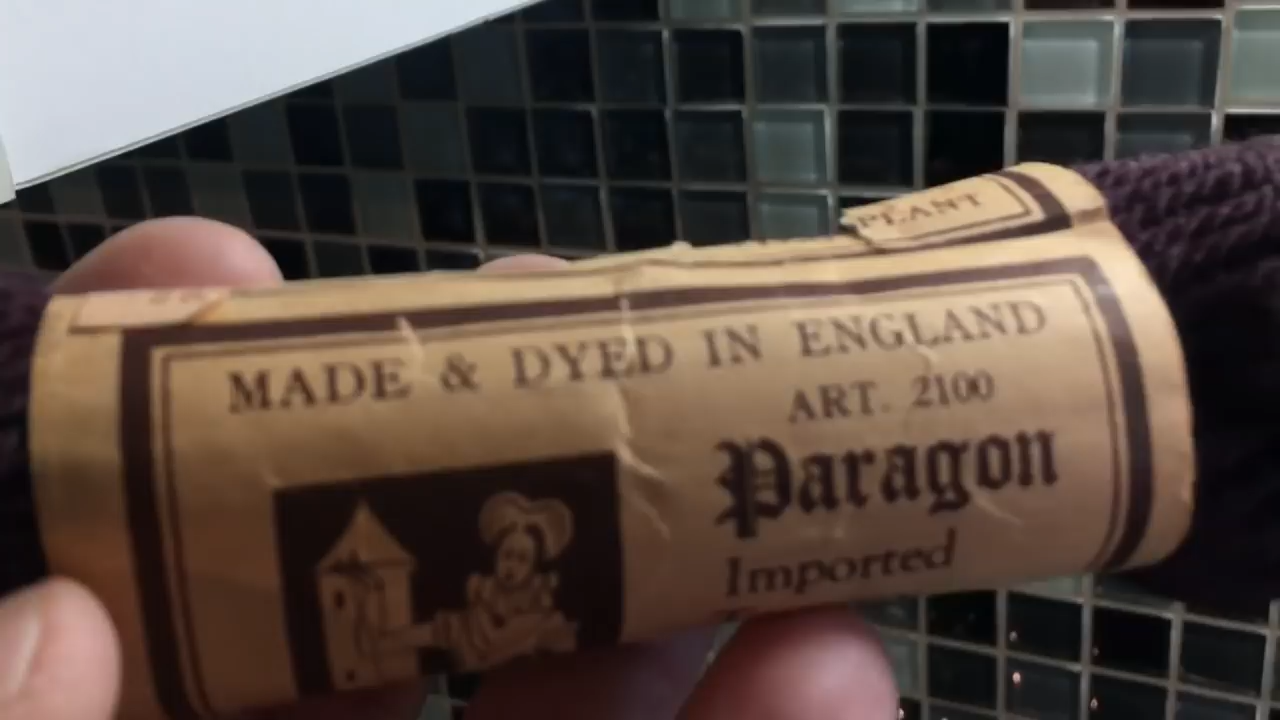 PLANT
MADE & DYED IN ENGLAND
ART. 2100
Paragon
Imported